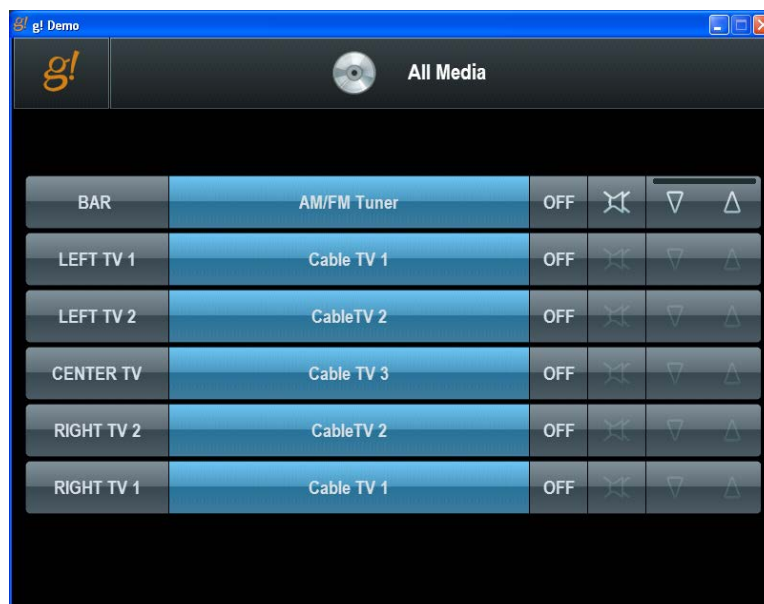 g! g! Demo
g! All Media
BAR AM/FM Tuner OFF
LEFT TV 1 Cable TV 1 OFF
LEFT TV 2 CableTV 2 OFF
CENTER TV Cable TV 3 OFF
RIGHT TV 2 CableTV 2 OFF
RIGHT TV 1 Cable TV 1 OFF